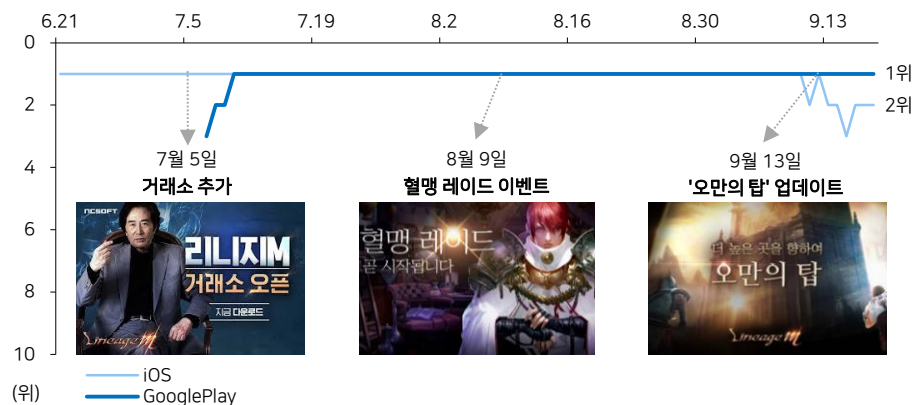 6.21 7.5 7.19 8.2 8.16 8.30 9.13
0
1위
2
2위
4
7월 5일
거래소 추가
8월 9일
혈맹 레이드 이벤트
9월 13일
'오만의 탑' 업데이트
6
8
10
(위)
NCSOFT
리니지M
거래소 오픈
지금 다운로드
Lineage M
혈맹 레이드
곧 시작됩니다
더 높은 곳을 향하여
오만의 탑
Lineage M
iOS
GooglePlay